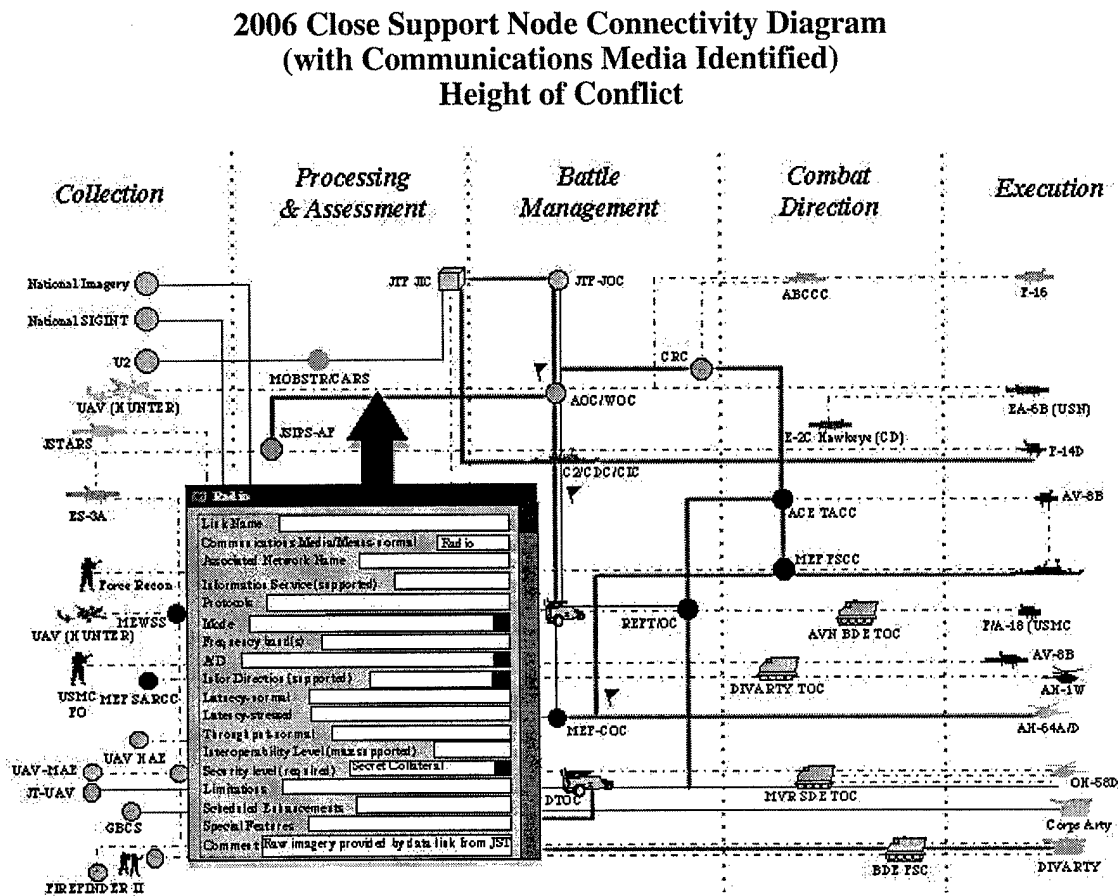 2006 Close Support Node Connectivity Diagram
(with Communications Media Identified)
Height of Conflict
Collection
Processing
& Assessment
Battle
Management
Combat
Direction
Execution
National Imagery
JTF JIC
JTF-JOC
ABCCC
F-16
National SIGINT
U2
MOBSTR/CARS
CRC
UAV (HUNTER)
AOC/WOC
EA-6B (USN)
JSTARS
JSIPS-AF
E-2C Hawkeye (CD)
F-14D
C2/CDC/CIC
ES-3A
ACE TACC
AV-8B
Force Recon
MEF FSCC
MEWSS
UAV (HUNTER)
REFT/OC
AVN BDE TOC
F/A-18 (USMC
USMC
FO
MEF SARCC
DIVARTY TOC
AV-8B
AH-1W
MEF-COC
AH-64A/D
UAV HAE
UAV-MAE
JT-UAV
DTOC
MVR SDE TOC
OH-58D
GBCS
Corps Arty
FIREFINDER II
BDE FSC
DIVARTY
Radio
Link Name
Communications Media/Means-normal Radio
Associated Network Name
Information Service (supported)
Protocols
Mode
Frequency band(s)
A/D
Infor Direction (supported)
Latency-normal
Latency-stressed
Throughput-normal
Interoperability Level (max supported)
Security level (required) Secret Collateral
Limitations
Scheduled Enhancements
Special Features
Comment Raw imagery provided by data link from JST